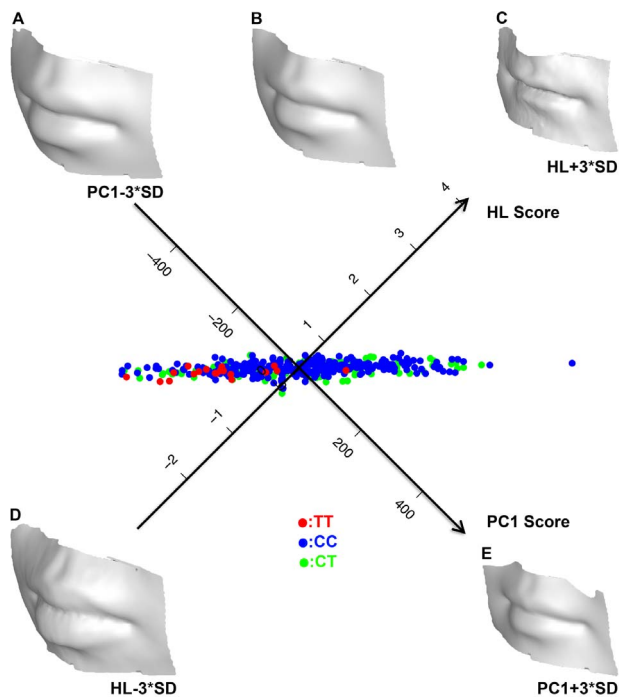 A
B
C
PC1-3*SD
HL+3*SD
HL Score
4
3
2
1
−400
−200
−1
−2
200
400
PC1 Score
:TT
:CC
:CT
D
E
HL-3*SD
PC1+3*SD